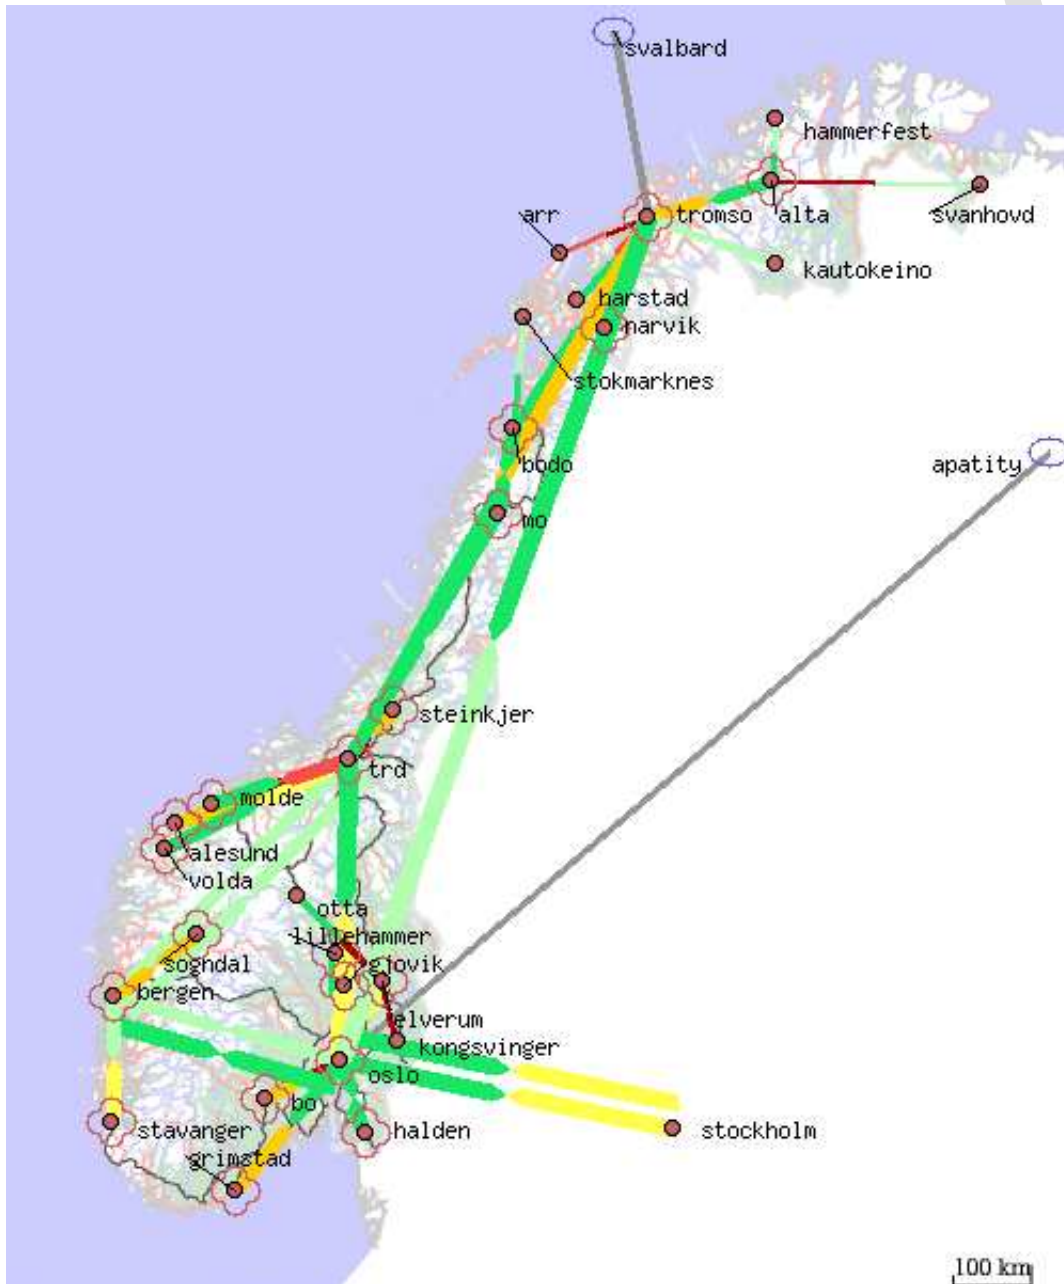 svalbard
hammerfest
arr
tromso
alta
svanhovd
kautokeino
harstad
narvik
stokmarknes
bodo
apatity
mo
steinkjer
trd
molde
alesund
volda
otta
lillehammer
soghdal
gjovik
bergen
elverum
kongsvinger
oslo
bo
stavanger
halden
stockholm
grimstad
100 km